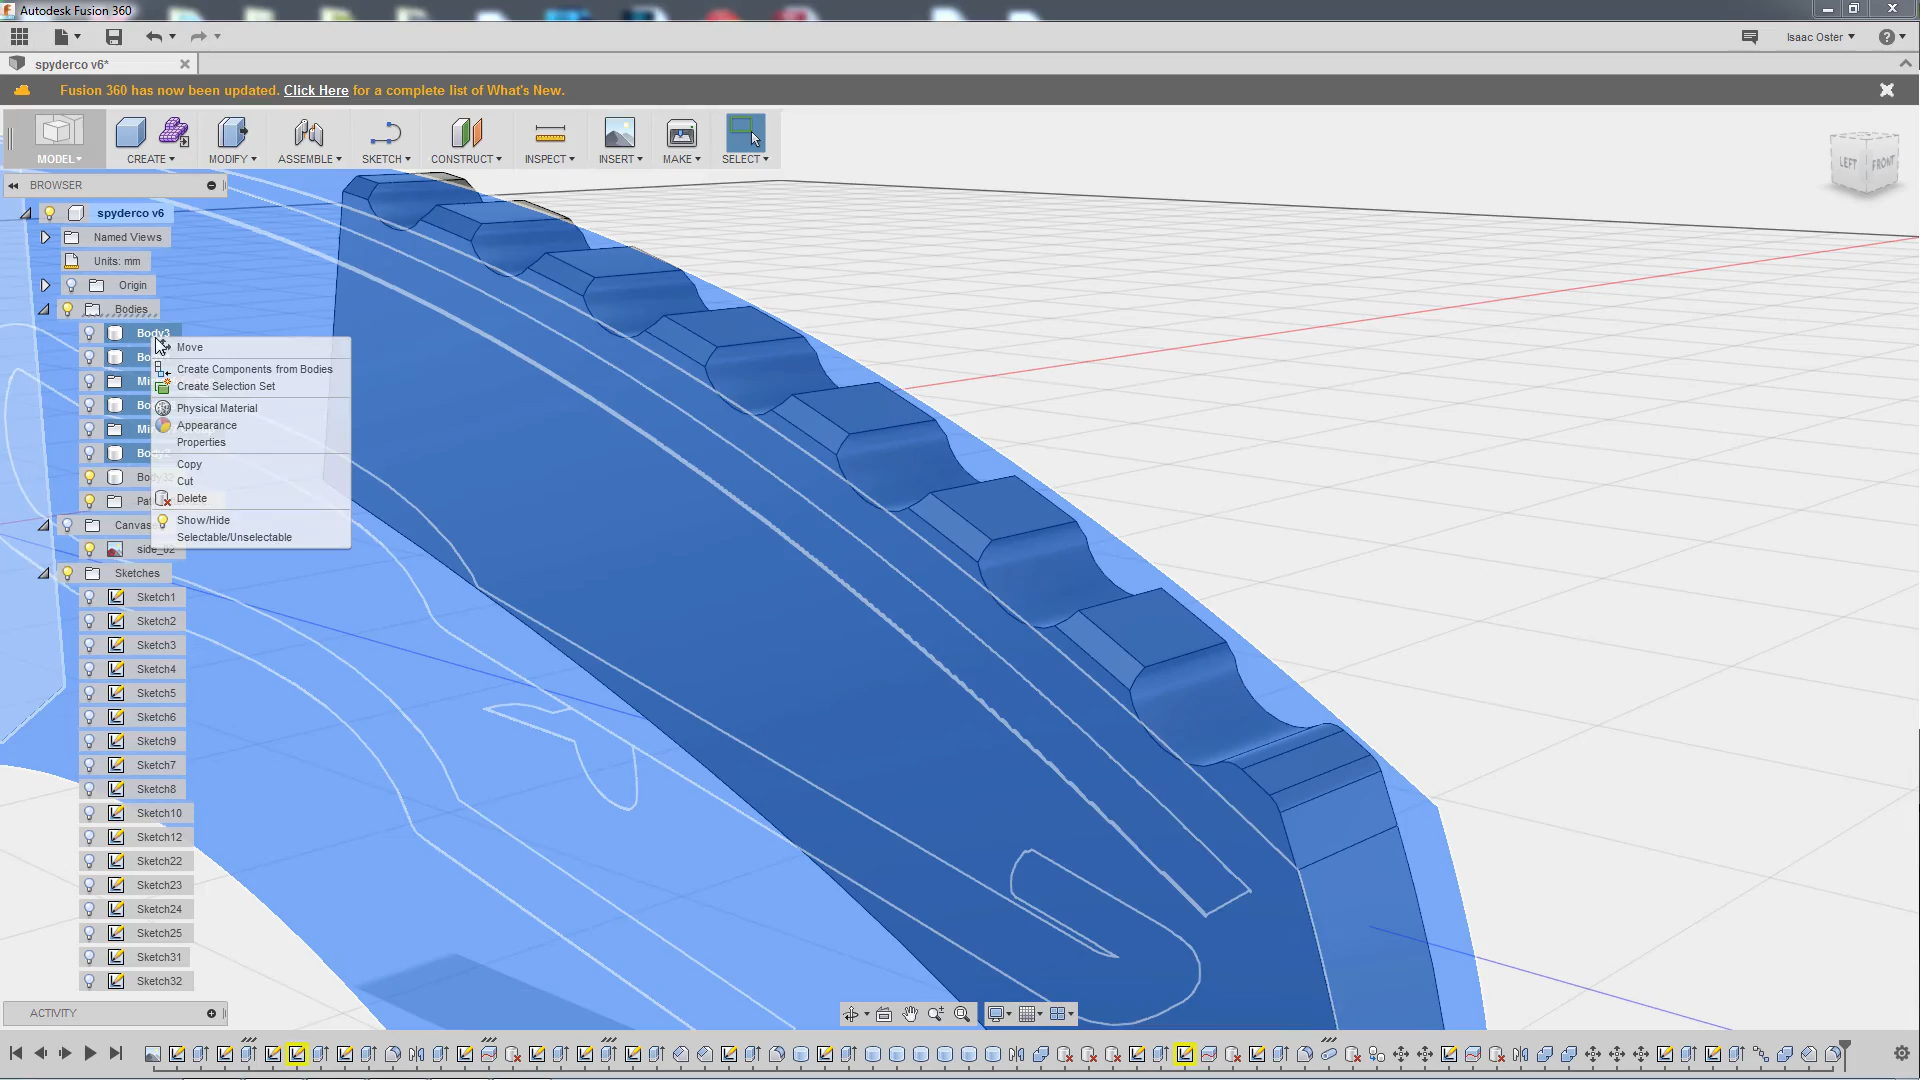 Autodesk Fusion 360
Isaac Oster
spyderco v6*
Fusion 360 has now been updated. Click Here for a complete list of What's New.
MODEL
CREATE
MODIFY
ASSEMBLE
SKETCH
CONSTRUCT
INSPECT
INSERT
MAKE
SELECT
LEFT
FRONT
BROWSER
spyderco v6
Named Views
Units: mm
Origin
Bodies
Body3
Move
Create Components from Bodies
Create Selection Set
Physical Material
Appearance
Properties
Copy
Cut
Delete
Show/Hide
Selectable/Unselectable
side_02
Sketches
Sketch1
Sketch2
Sketch3
Sketch4
Sketch5
Sketch6
Sketch9
Sketch7
Sketch8
Sketch10
Sketch12
Sketch22
Sketch23
Sketch24
Sketch25
Sketch31
Sketch32
ACTIVITY